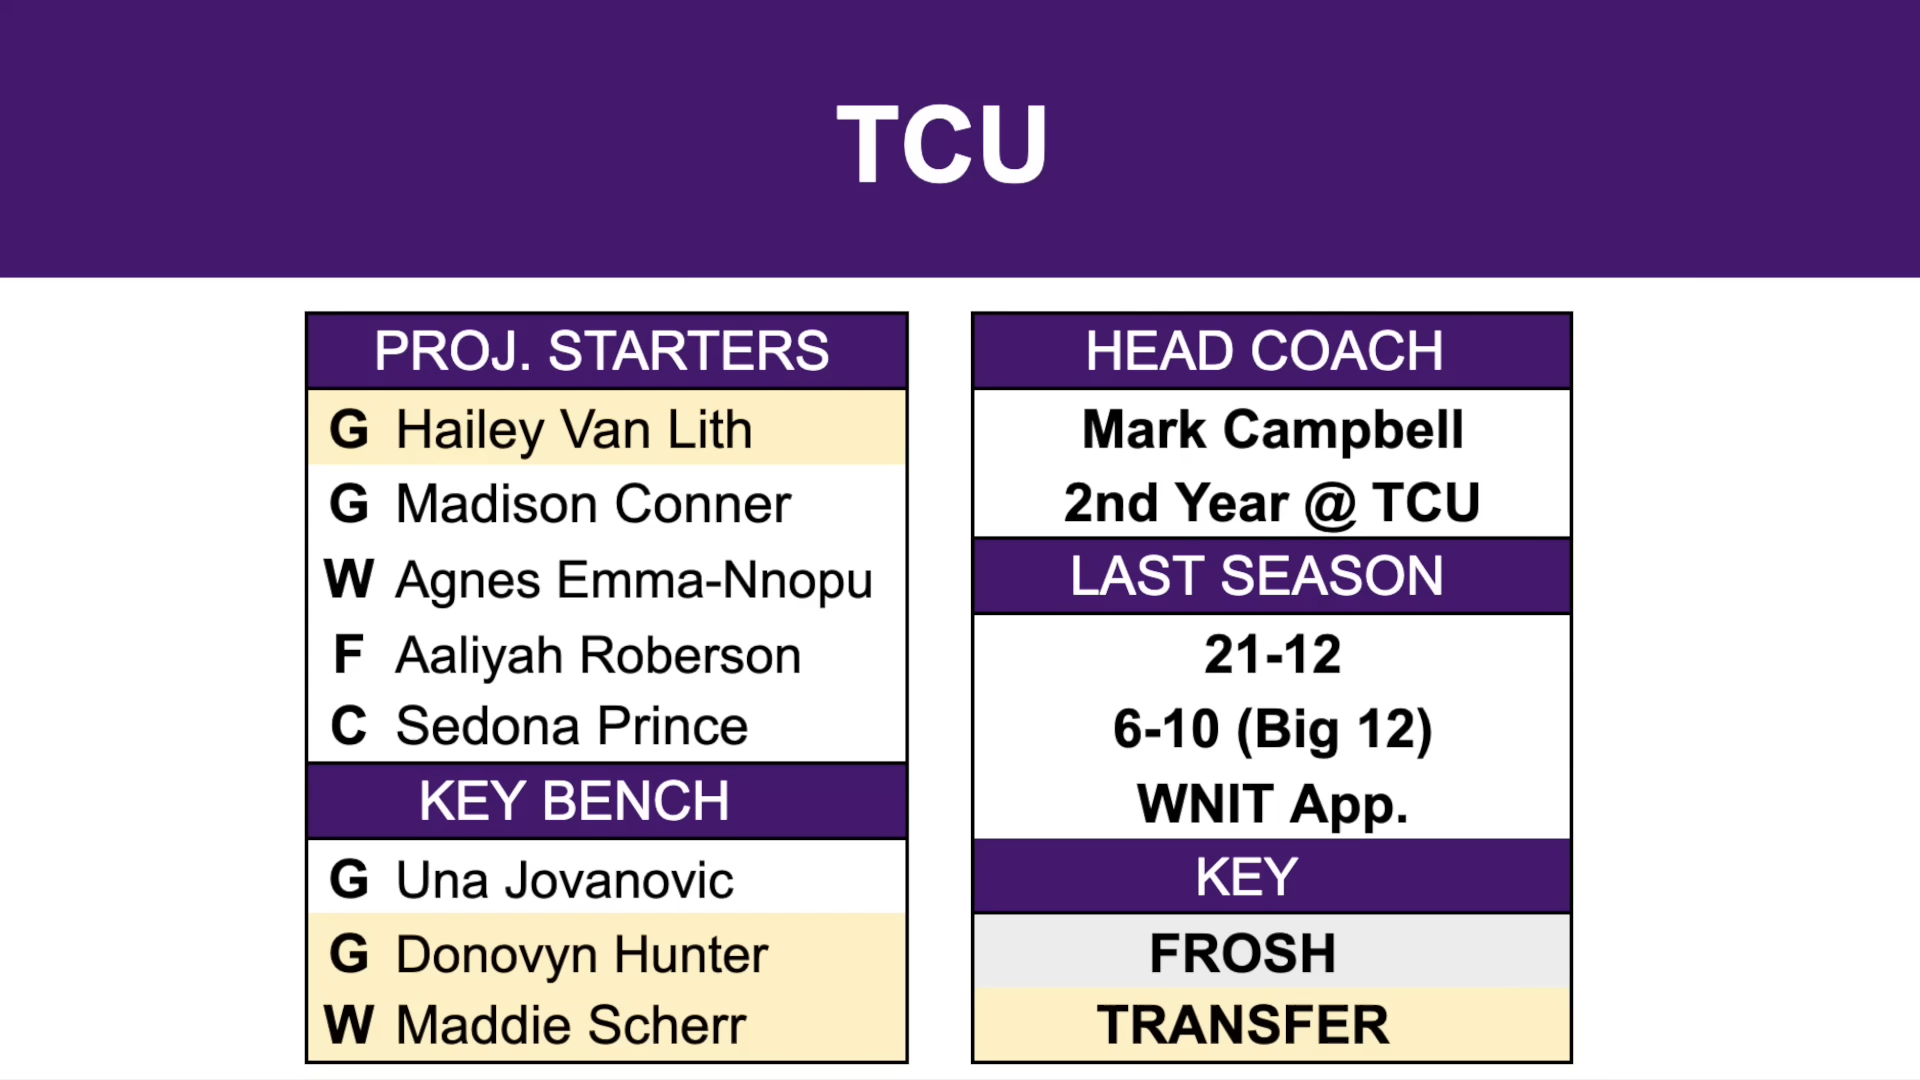 TCU
PROJ. STARTERS
G Hailey Van Lith
G Madison Conner
W Agnes Emma-Nnopu
F Aaliyah Roberson
C Sedona Prince
KEY BENCH
G Una Jovanovic
G Donovyn Hunter
W Maddie Scherr
HEAD COACH
Mark Campbell
2nd Year @ TCU
LAST SEASON
21-12
6-10 (Big 12)
WNIT App.
KEY
FROSH
TRANSFER